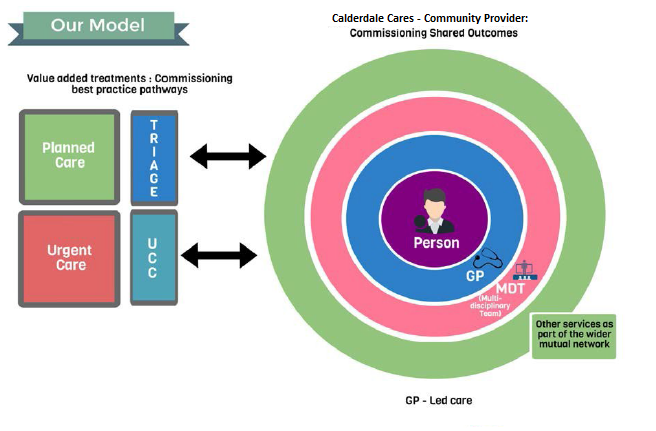 Our Model
Calderdale Cares - Community Provider:
Commissioning Shared Outcomes
Value added treatments : Commissioning
best practice pathways
Planned
Care
TRIAGE
Urgent
Care
UCC
Person
GP
MDT
(Multi-
disciplinary
Team)
Other services as
part of the wider
mutual network
GP - Led care